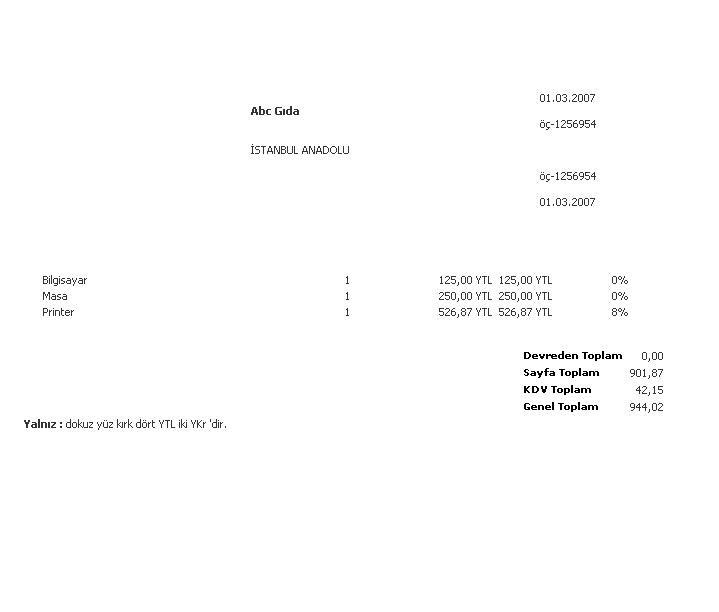 01.03.2007
Abc Gıda
öç-1256954
İSTANBUL ANADOLU
öç-1256954
01.03.2007
Bilgisayar 1 125,00 YTL 125,00 YTL 0%
Masa 1 250,00 YTL 250,00 YTL 0%
Printer 1 526,87 YTL 526,87 YTL 8%
Devreden Toplam 0,00
Sayfa Toplam 901,87
KDV Toplam 42,15
Genel Toplam 944,02
Yalnız : dokuz yüz kırk dört YTL iki YKr 'dir.